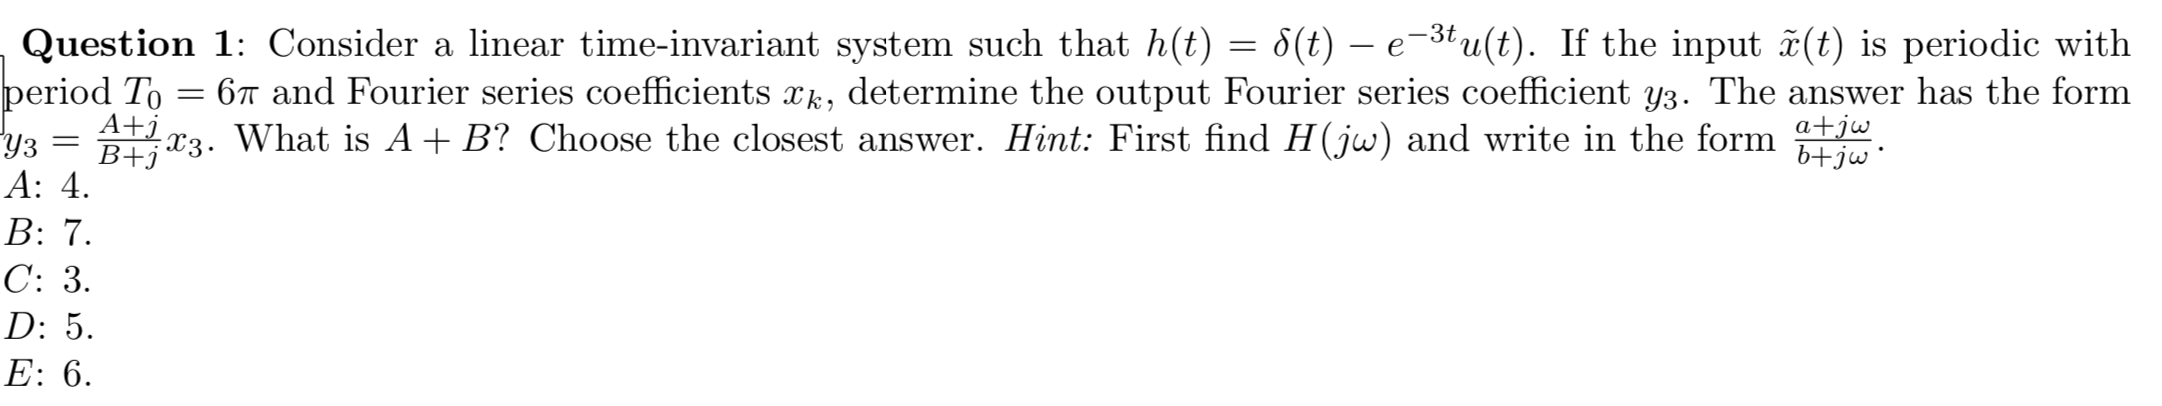 Question 1: Consider a linear time-invariant system such that $h(t) = \delta(t) - e^{-3t}u(t)$. If the input $\tilde{x}(t)$ is periodic with
period $T_0 = 6\pi$ and Fourier series coefficients $x_k$, determine the output Fourier series coefficient $y_3$. The answer has the form
$y_3 = \frac{A+j}{B+j}x_3$. What is $A + B$? Choose the closest answer. Hint: First find $H(j\omega)$ and write in the form $\frac{a+j\omega}{b+j\omega}$.
A: 4.
B: 7.
C: 3.
D: 5.
E: 6.